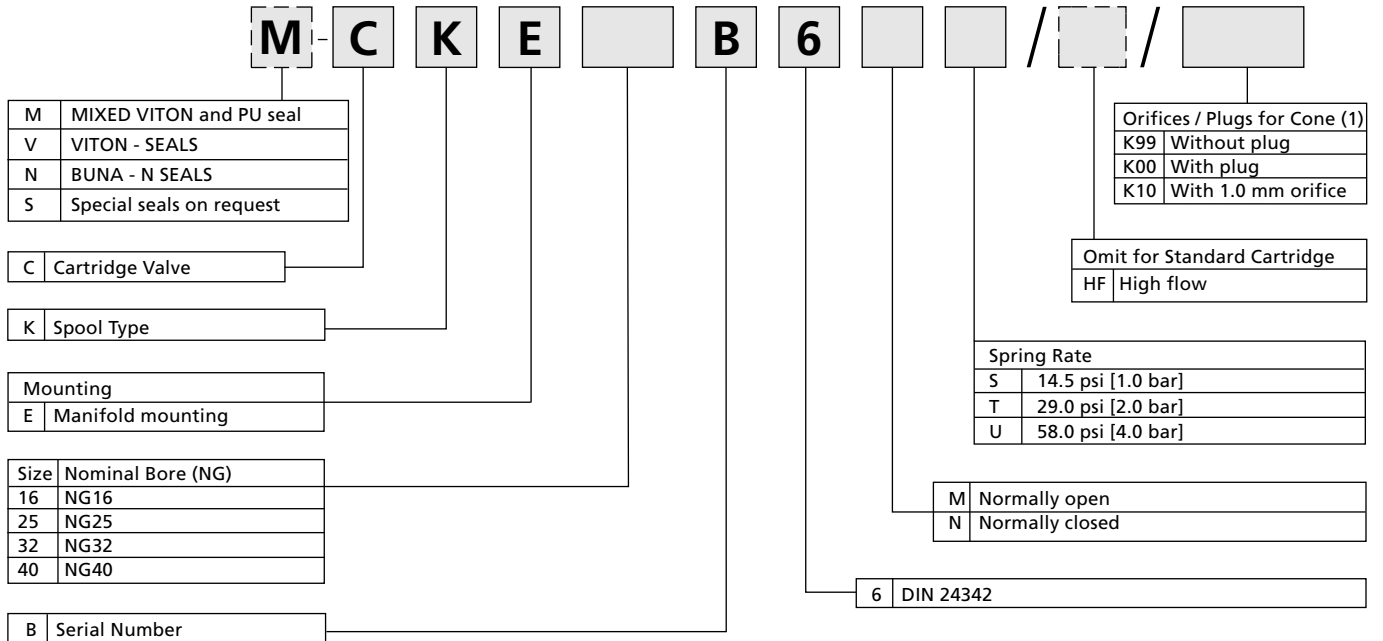 M - C K E B 6 / /
M MIXED VITON and PU seal
V VITON - SEALS
N BUNA - N SEALS
S Special seals on request
C Cartridge Valve
K Spool Type
Mounting
E Manifold mounting
Size Nominal Bore (NG)
16 NG16
25 NG25
32 NG32
40 NG40
B Serial Number
Orifices / Plugs for Cone (1)
K99 Without plug
K00 With plug
K10 With 1.0 mm orifice
Omit for Standard Cartridge
HF High flow
Spring Rate
S 14.5 psi [1.0 bar]
T 29.0 psi [2.0 bar]
U 58.0 psi [4.0 bar]
M Normally open
N Normally closed
6 DIN 24342